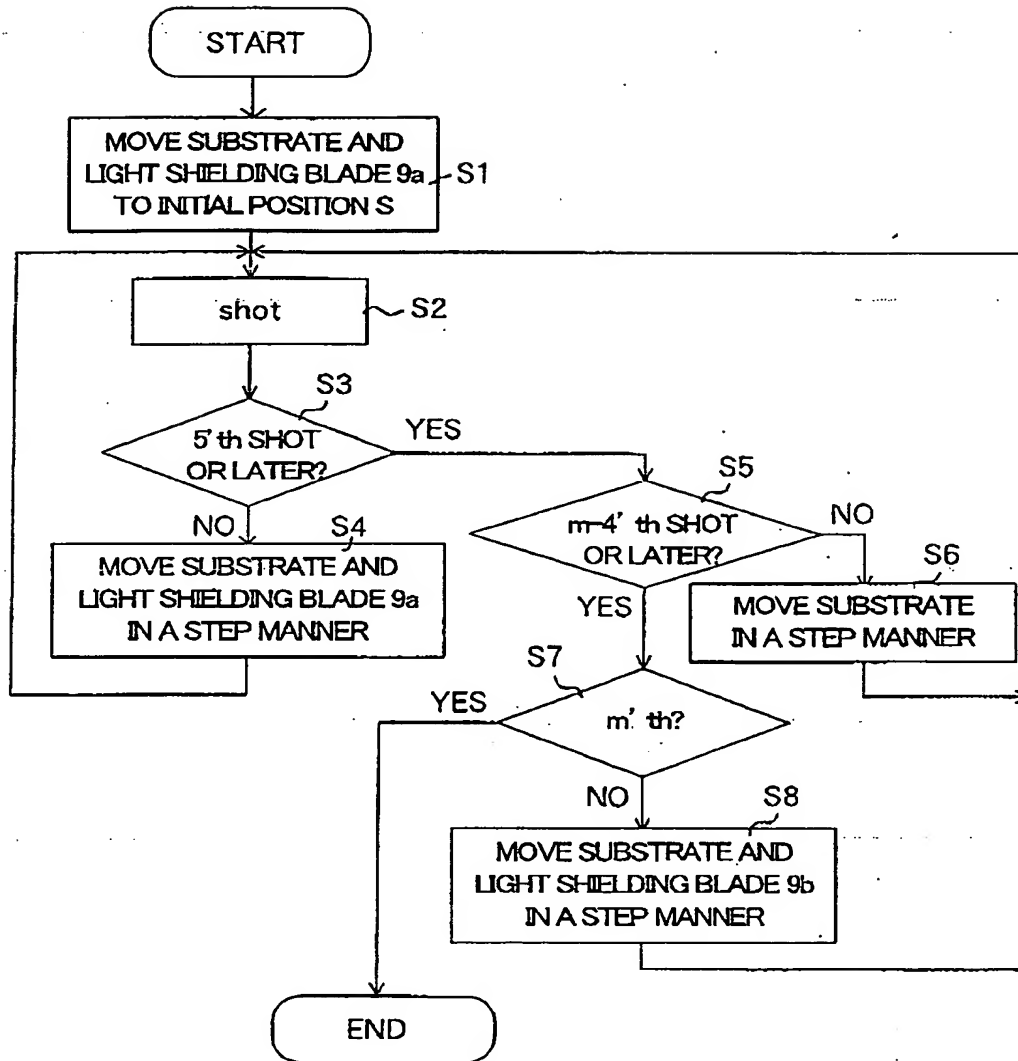 START
MOVE SUBSTRATE AND
LIGHT SHIELDING BLADE 9a
TO INITIAL POSITION S
S1
shot
S2
S3
5' th SHOT
OR LATER?
YES
NO
S4
MOVE SUBSTRATE AND
LIGHT SHIELDING BLADE 9a
IN A STEP MANNER
S5
m-4' th SHOT
OR LATER?
NO
YES
S6
MOVE SUBSTRATE
IN A STEP MANNER
S7
m' th?
YES
NO
S8
MOVE SUBSTRATE AND
LIGHT SHIELDING BLADE 9b
IN A STEP MANNER
END